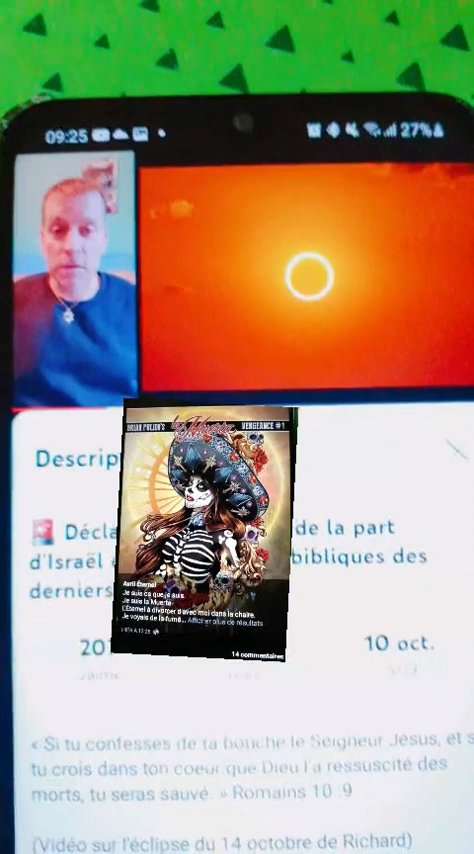 09:25
27%
Descrip
BRIAN PULIDO'S La Muerta VENGEANCE #1
🚨 Décla de la part
d'Israël bibliques des
derniers
Avril Éternel
Je suis ce que je suis.
Je suis la Muerte
L'Éternel à divorper d'avec moi dans la chaire.
Je voyais de la fumé... Afficher plus de résultats
14 commentaires
20
10 oct.
J'aime
« Si tu confesses de ta bouche le Seigneur Jésus, et s
tu crois dans ton coeur que Dieu l'a ressuscité des
morts, tu seras sauvé. » Romains 10 :9
(Vidéo sur l'éclipse du 14 octobre de Richard)